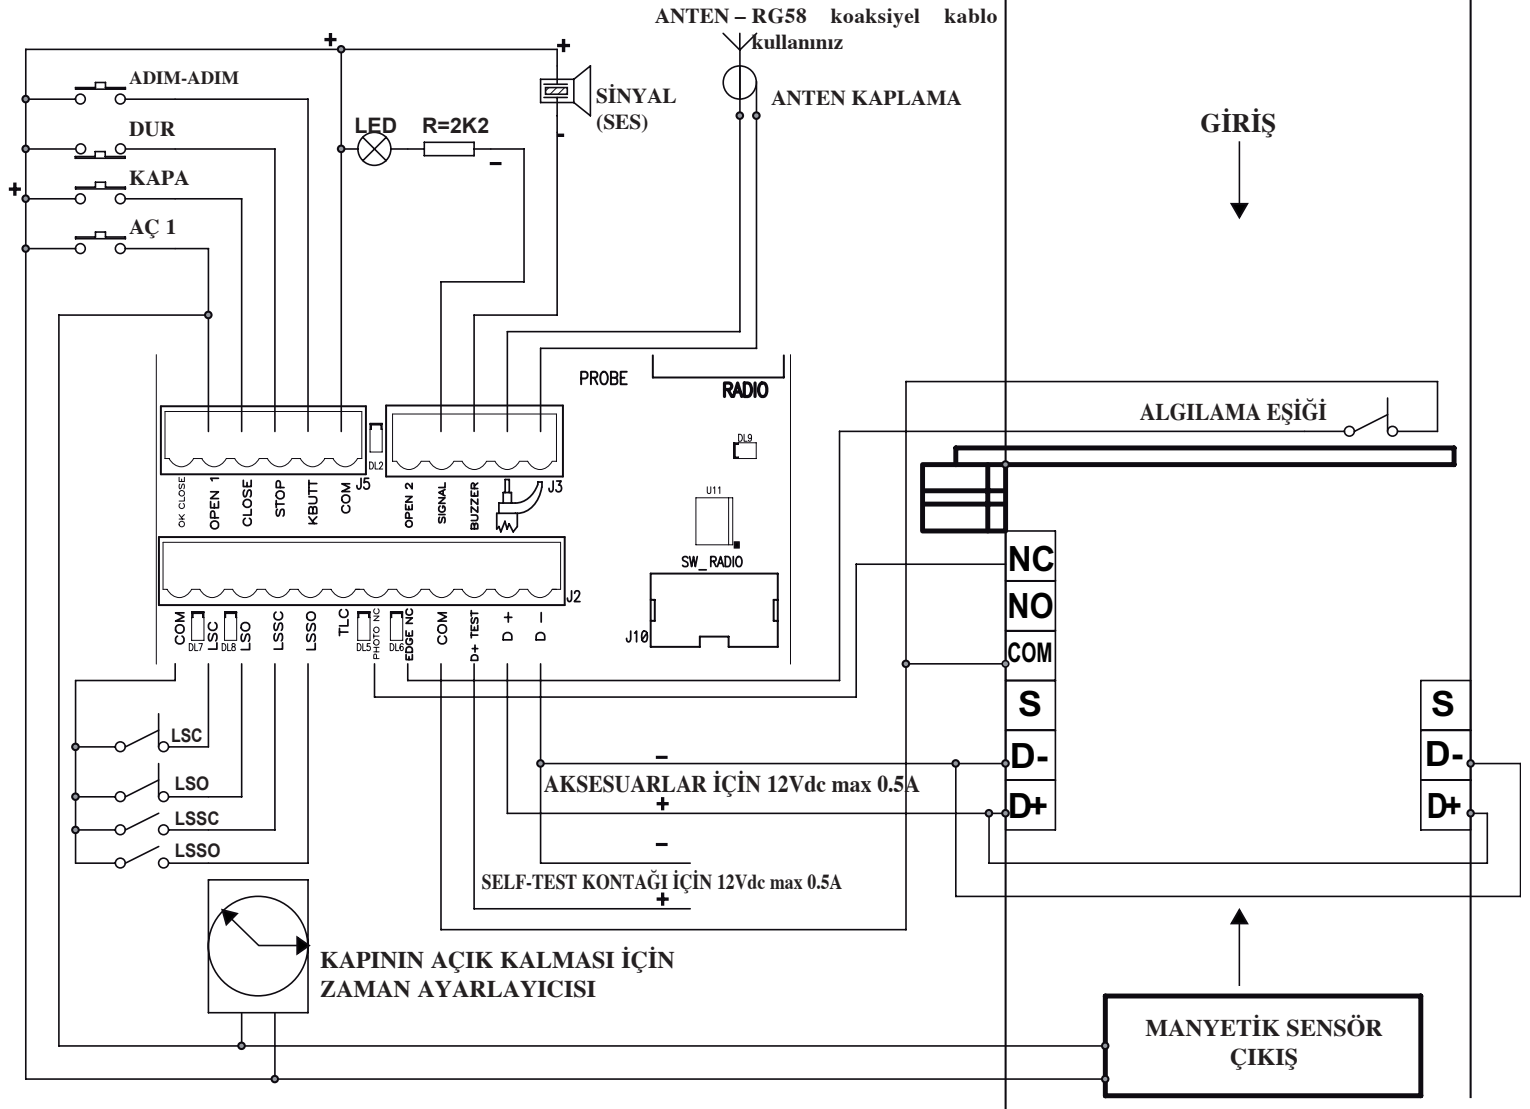 ANTEN – RG58 koaksiyel kablo
kullanınız
+
+
ADIM-ADIM
SİNYAL
(SES)
ANTEN KAPLAMA
GİRİŞ
LED
R=2K2
DUR
-
-
KAPA
+
AÇ 1
PROBE
RADIO
ALGILAMA EŞİĞİ
DL9
DL2
J5
J3
OK CLOSE
OPEN 1
CLOSE
STOP
KBUTT
COM
OPEN 2
SIGNAL
BUZZER
U11
SW_RADIO
J2
J10
COM
DL7
LSC
DL8
LSO
LSSC
LSSO
TLC
DL5
PHOTO NC
DL6
EDGE NC
COM
D+ TEST
D +
D -
NC
NO
COM
S
D-
D+
S
D-
D+
LSC
LSO
LSSC
LSSO
-
AKSESUARLAR İÇİN 12Vdc max 0.5A
+
-
SELF-TEST KONTAĞI İÇİN 12Vdc max 0.5A
+
KAPININ AÇIK KALMASI İÇİN
ZAMAN AYARLAYICISI
MANYETİK SENSÖR
ÇIKIŞ